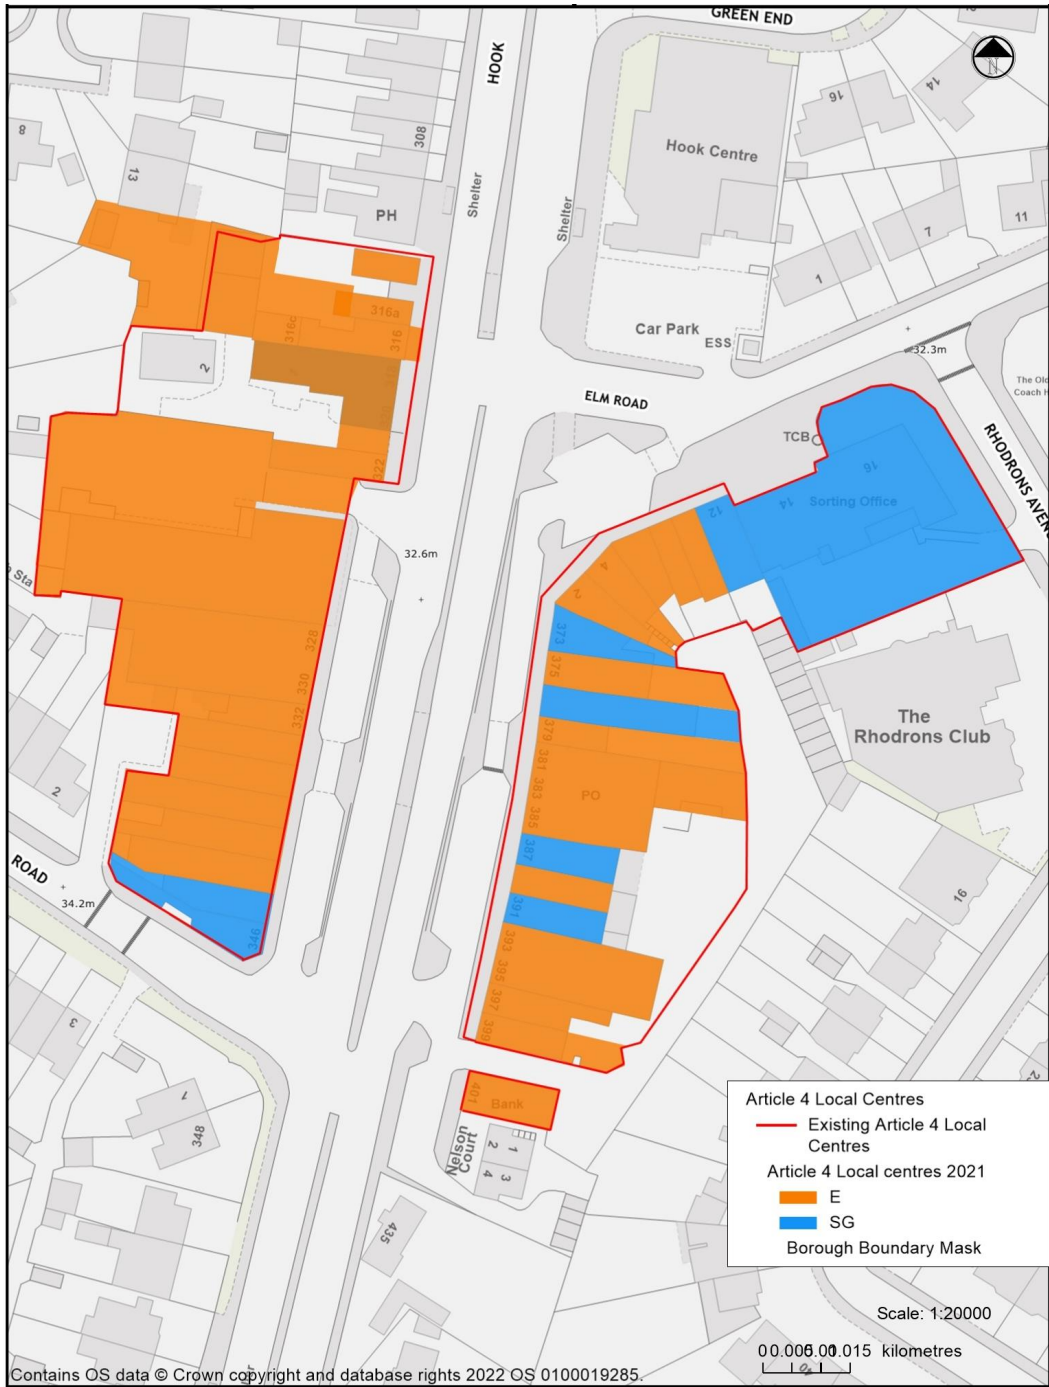 GREEN END
HOOK
N
14
16
308
8
13
Hook Centre
Shelter
Shelter
PH
11
7
1
316a
316c
316
Car Park
ESS
32.3m
2
The Old
Coach H
ELM ROAD
RHODRONS AVEN
TCB
16
14
Sorting Office
12
322
32.6m
Sta
4
2
373
328
375
330
332
379
The
Rhodrons Club
381
383
PO
385
2
387
ROAD
34.2m
391
16
346
393
395
397
399
3
401
Bank
1
348
Nelson
Court
2
1
4
3
435
Article 4 Local Centres
Existing Article 4 Local
Centres
Article 4 Local centres 2021
E
SG
Borough Boundary Mask
Scale: 1:20000
kilometres
Contains OS data © Crown copyright and database rights 2022 OS 0100019285.